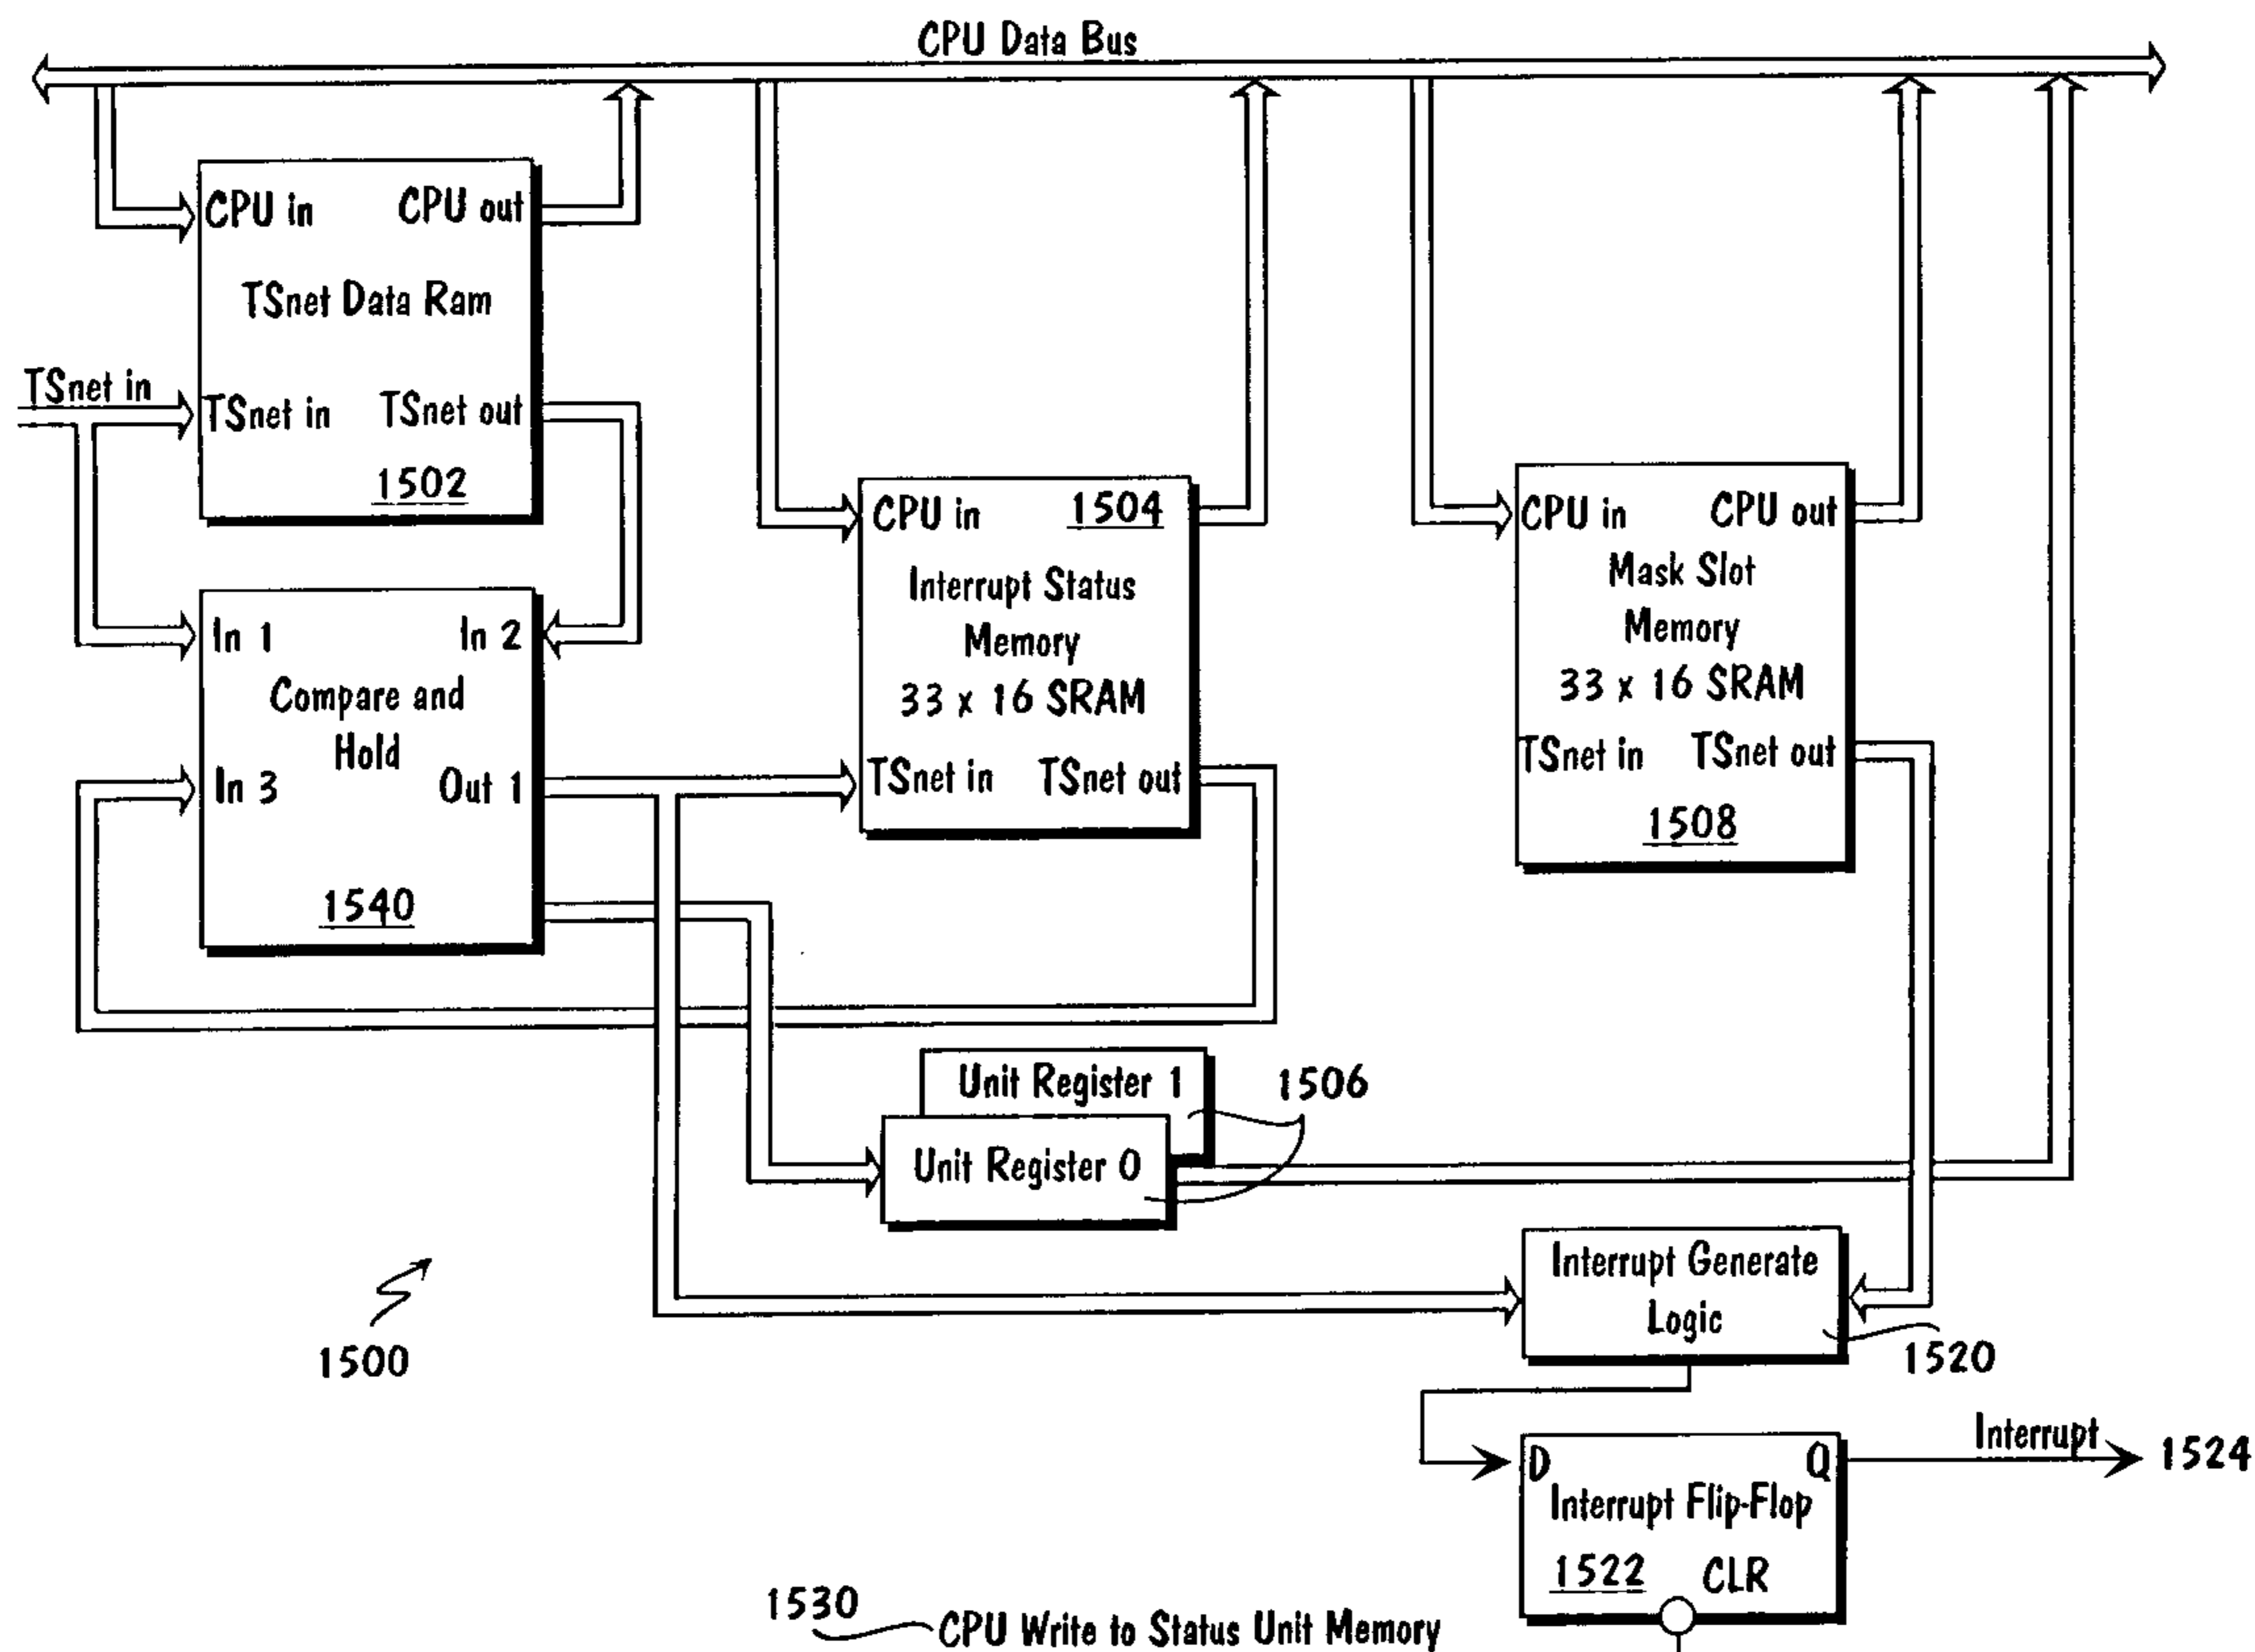 CPU Data Bus
CPU in CPU out
TSnet Data Ram
TSnet in
TSnet in TSnet out
1502
CPU in 1504
Interrupt Status
Memory
33 x 16 SRAM
TSnet in TSnet out
CPU in CPU out
Mask Slot
Memory
33 x 16 SRAM
TSnet in TSnet out
1508
In 1 In 2
Compare and
Hold
In 3 Out 1
1540
Unit Register 1
1506
Unit Register 0
Interrupt Generate
Logic
1520
1500
D Q
Interrupt
1524
Interrupt Flip-Flop
1522 CLR
1530
CPU Write to Status Unit Memory